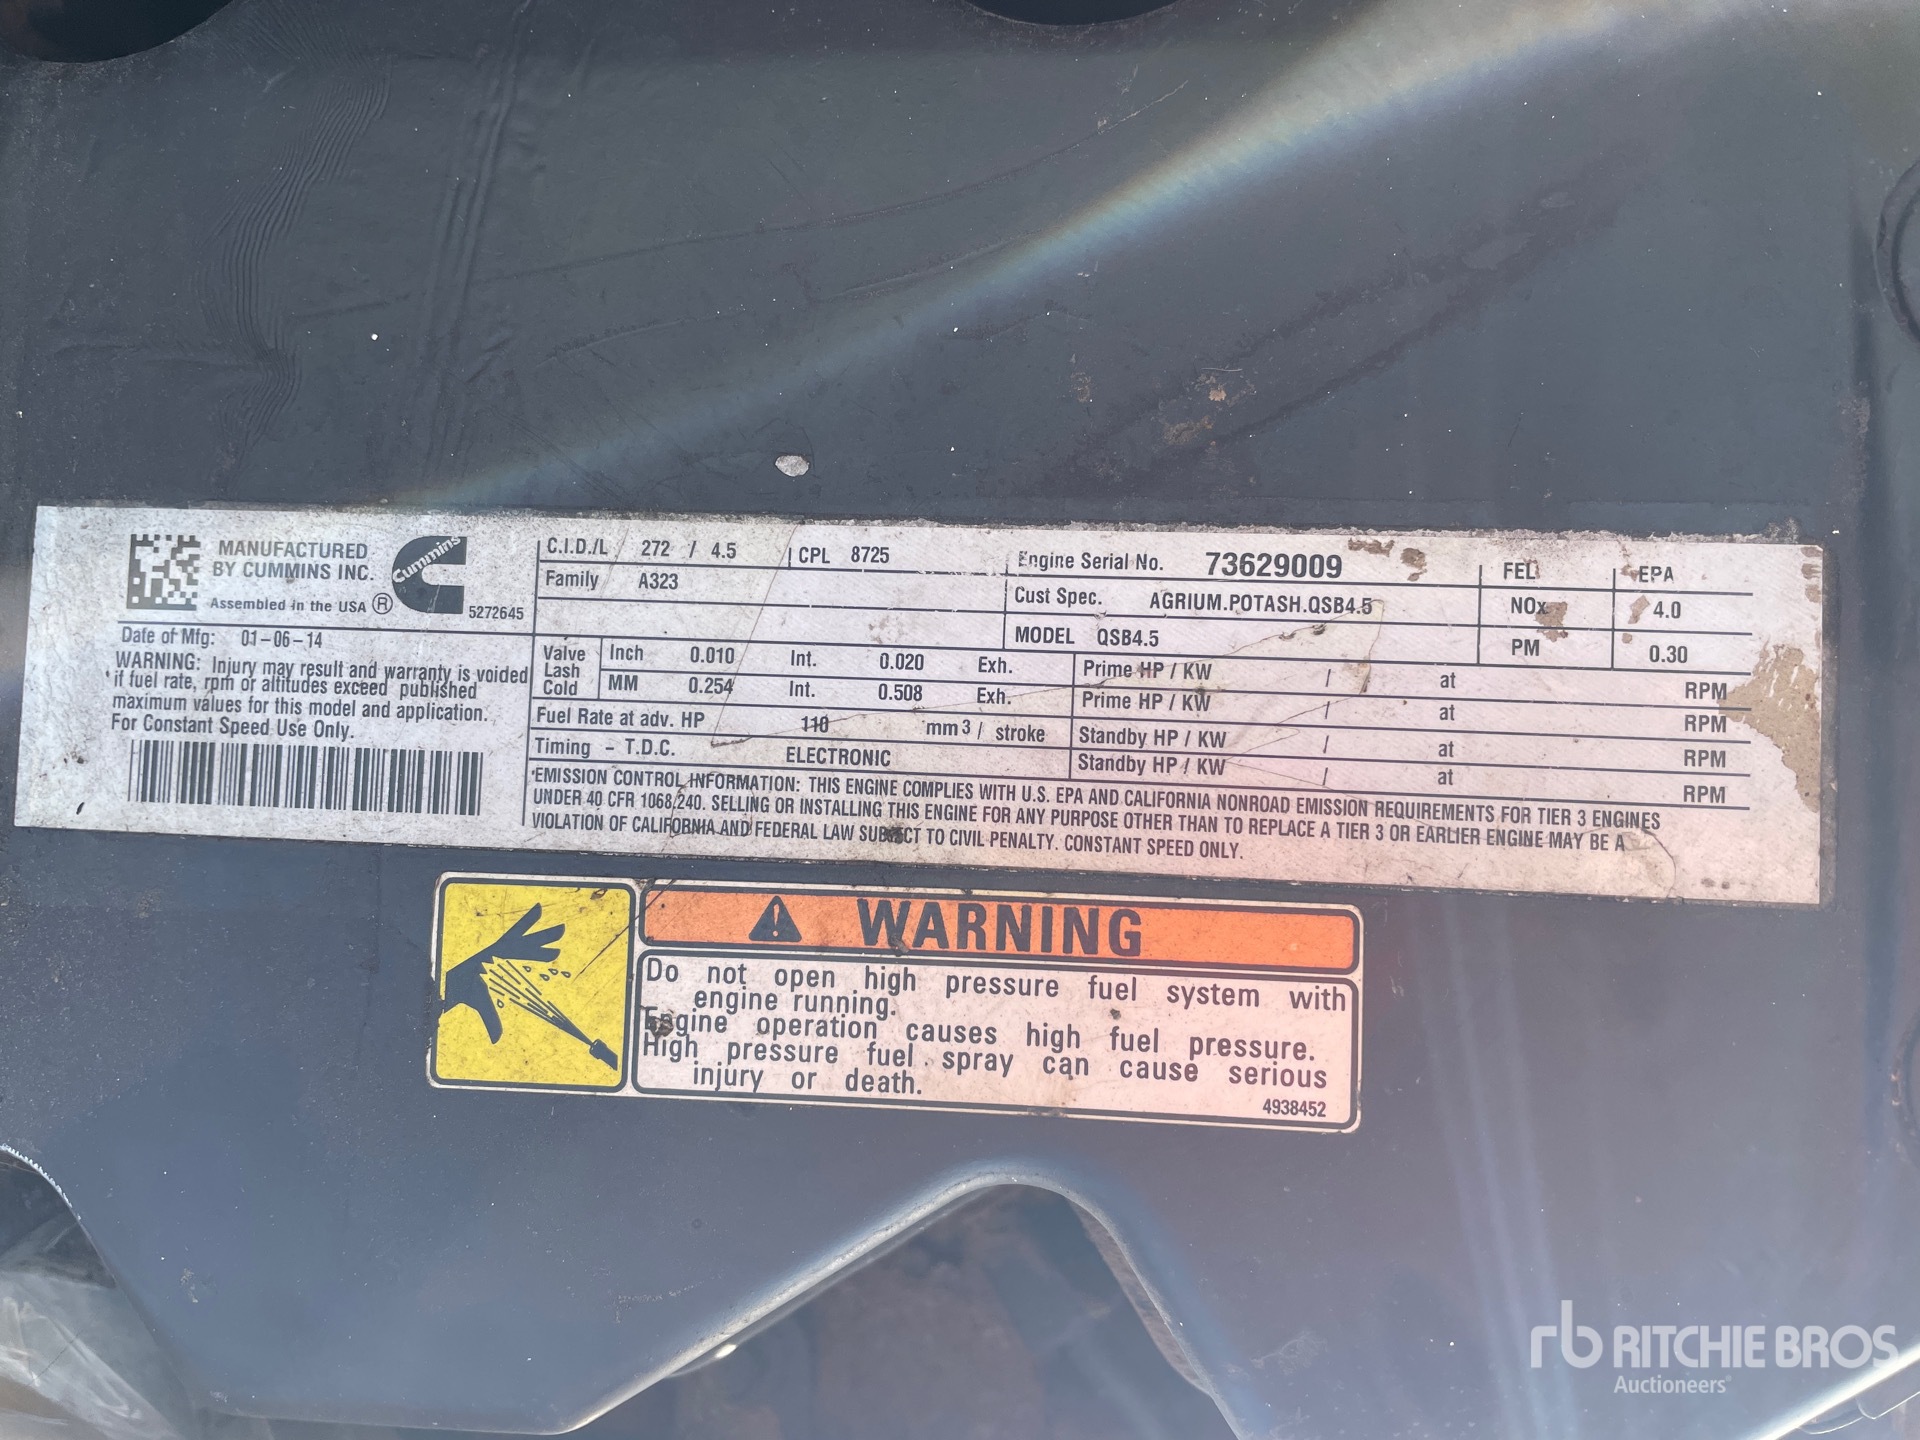 MANUFACTURED
BY CUMMINS INC.
Assembled in the USA ®
Cummins
5272645
Date of Mfg: 01-06-14
WARNING: Injury may result and warranty is voided
if fuel rate, rpm or altitudes exceed published
maximum values for this model and application.
For Constant Speed Use Only.
C.I.D./L 272 / 4.5 CPL 8725
Family A323
Engine Serial No. 73629009
Cust Spec. AGRIUM.POTASH.QSB4.5
MODEL QSB4.5
FEL EPA
NOx 4.0
PM 0.30
Valve Lash Cold
Inch 0.010 Int. 0.020 Exh.
MM 0.254 Int. 0.508 Exh.
Fuel Rate at adv. HP 110 mm3/ stroke
Timing - T.D.C. ELECTRONIC
Prime HP / KW / at RPM
Prime HP / KW / at RPM
Standby HP / KW / at RPM
Standby HP / KW / at RPM
EMISSION CONTROL INFORMATION: THIS ENGINE COMPLIES WITH U.S. EPA AND CALIFORNIA NONROAD EMISSION REQUIREMENTS FOR TIER 3 ENGINES
UNDER 40 CFR 1068.240. SELLING OR INSTALLING THIS ENGINE FOR ANY PURPOSE OTHER THAN TO REPLACE A TIER 3 OR EARLIER ENGINE MAY BE A
VIOLATION OF CALIFORNIA AND FEDERAL LAW SUBJECT TO CIVIL PENALTY. CONSTANT SPEED ONLY.
WARNING
Do not open high pressure fuel system with
engine running.
Engine operation causes high fuel pressure.
High pressure fuel spray can cause serious
injury or death.
4938452
rb RITCHIE BROS
Auctioneers